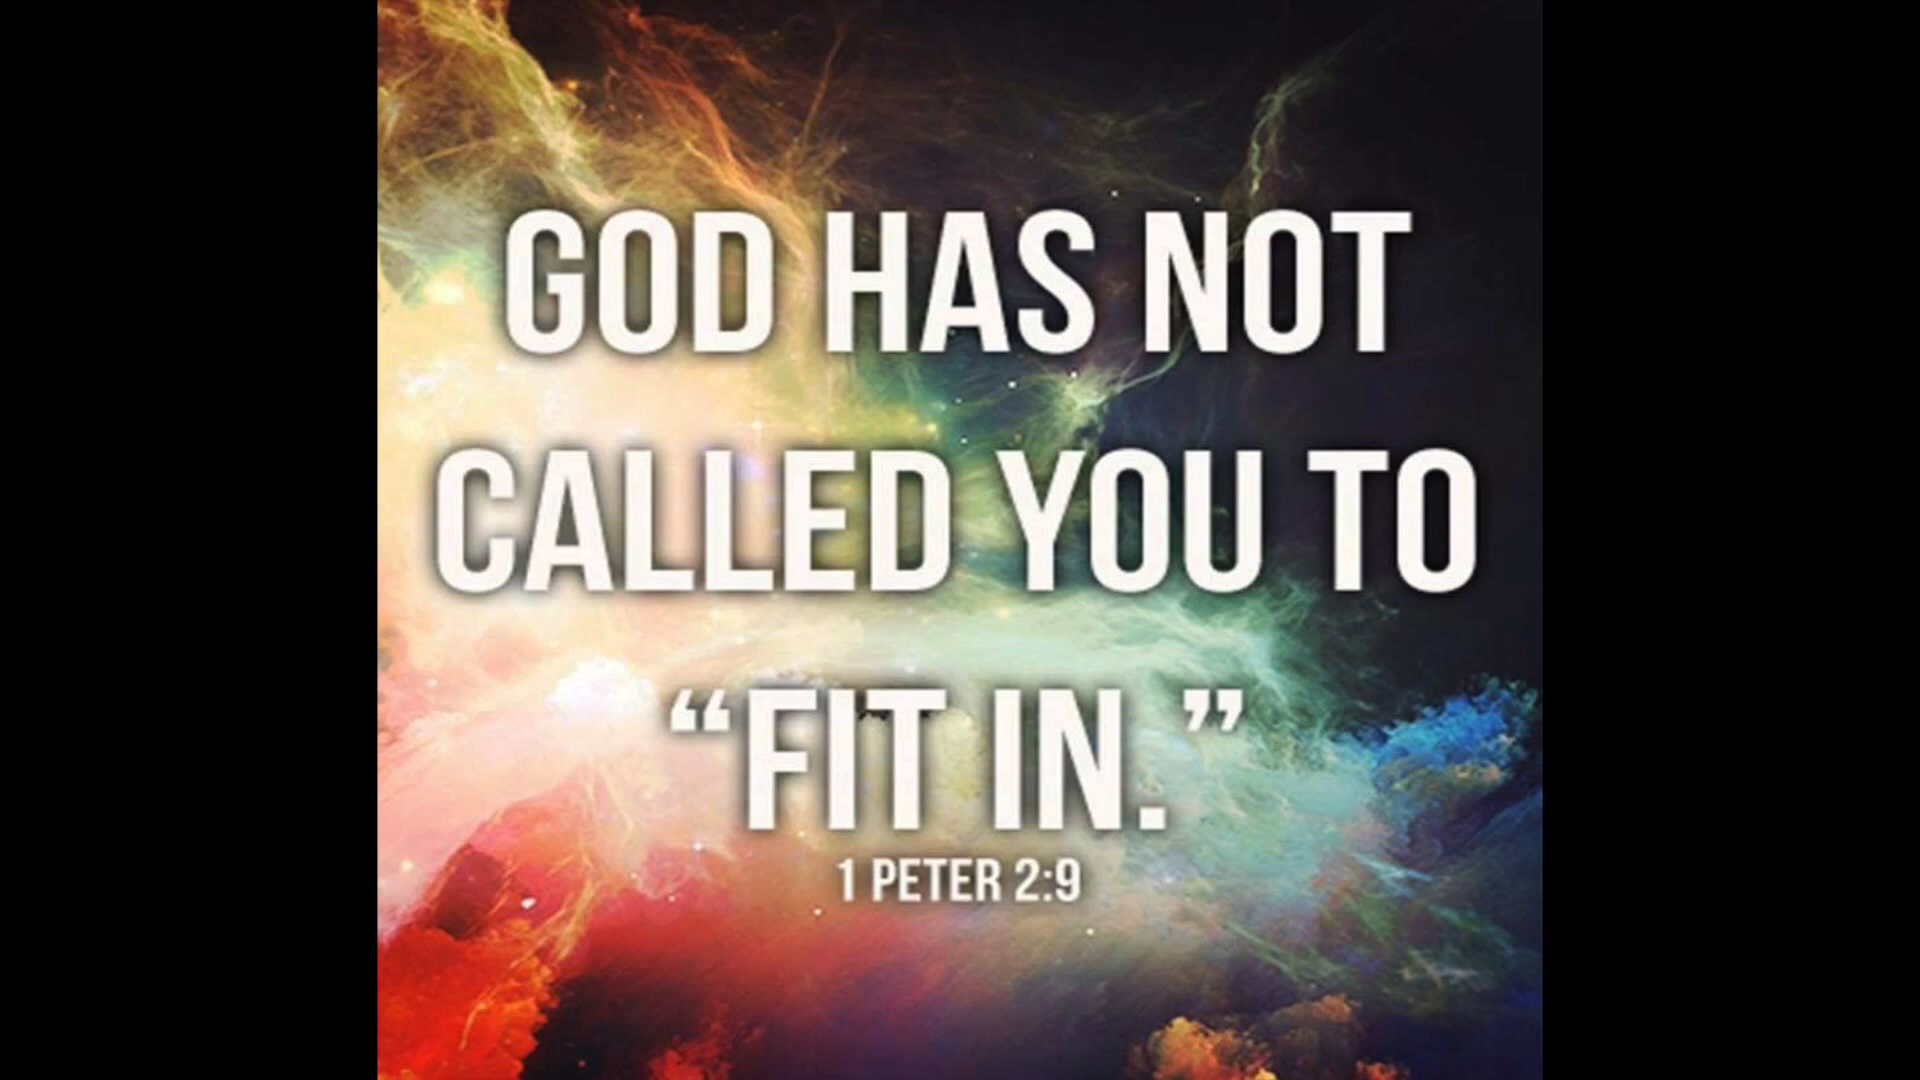 GOD HAS NOT
CALLED YOU TO
“FIT IN.”
1 PETER 2:9